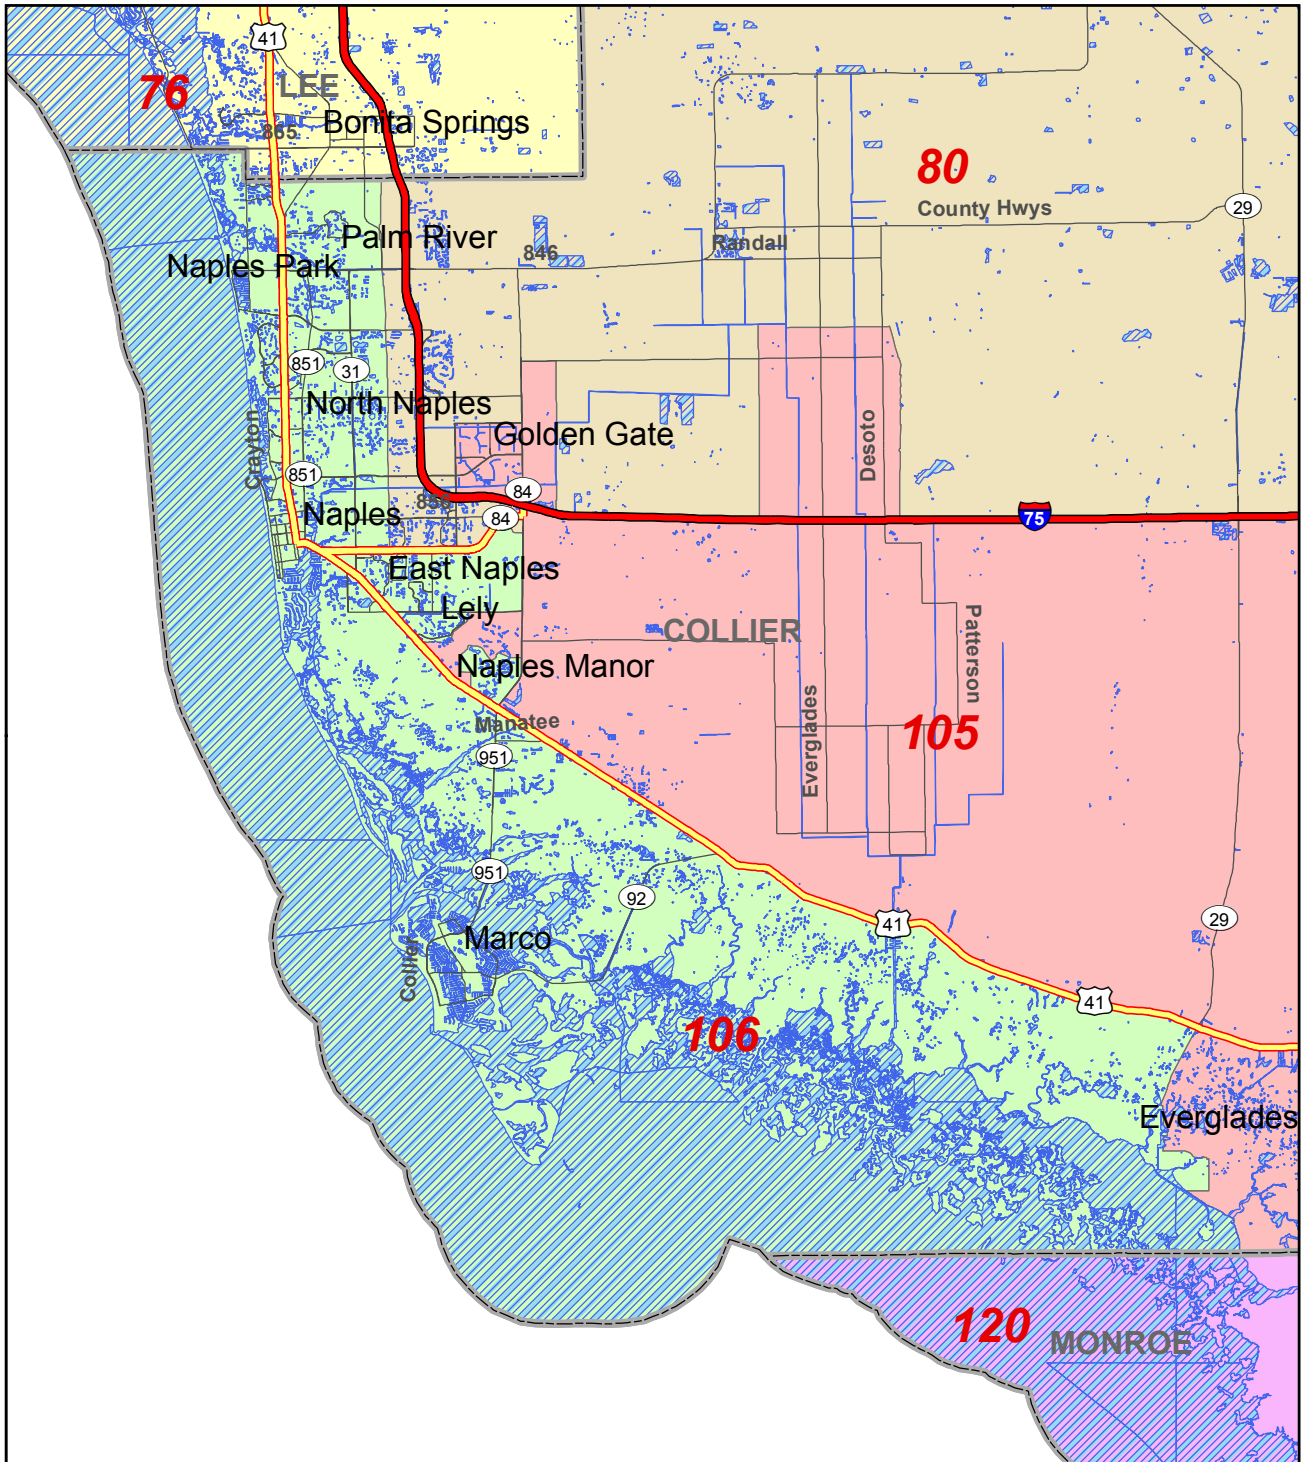 41
76
LEE
Bonita Springs
865
80
County Hwys
29
Palm River
Randall
846
Naples Park
851
31
North Naples
Golden Gate
Crayton
Desoto
851
84
Naples
84
75
East Naples
Lely
COLLIER
Patterson
Naples Manor
Manatee
Everglades
105
951
951
92
29
41
Marco
Collier
41
106
Everglades
120
MONROE